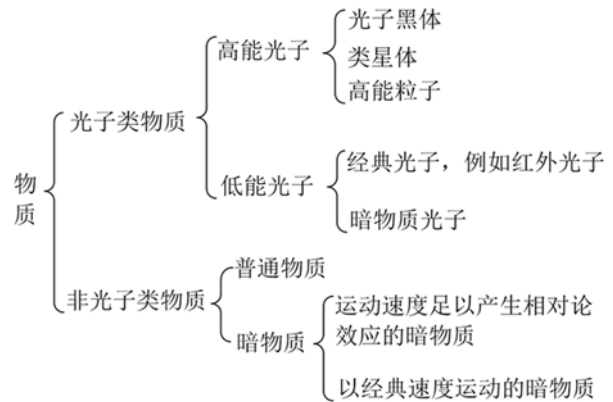 物
质
光子类物质
高能光子
光子黑体
类星体
高能粒子
低能光子
经典光子，例如红外光子
暗物质光子
非光子类物质
普通物质
暗物质
运动速度足以产生相对论
效应的暗物质
以经典速度运动的暗物质